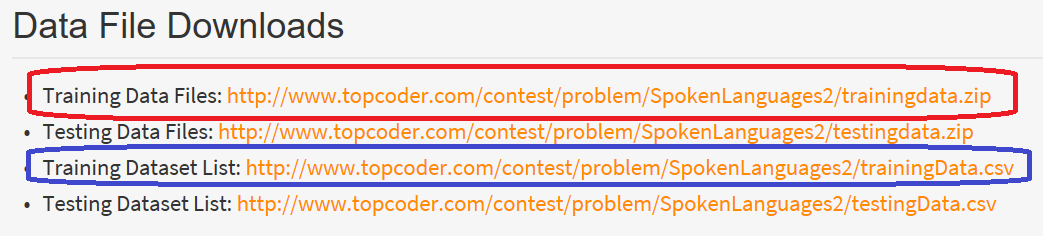 Data File Downloads
• Training Data Files: http://www.topcoder.com/contest/problem/SpokenLanguages2/trainingdata.zip
• Testing Data Files: http://www.topcoder.com/contest/problem/SpokenLanguages2/testingdata.zip
• Training Dataset List: http://www.topcoder.com/contest/problem/SpokenLanguages2/trainingData.csv
• Testing Dataset List: http://www.topcoder.com/contest/problem/SpokenLanguages2/testingData.csv